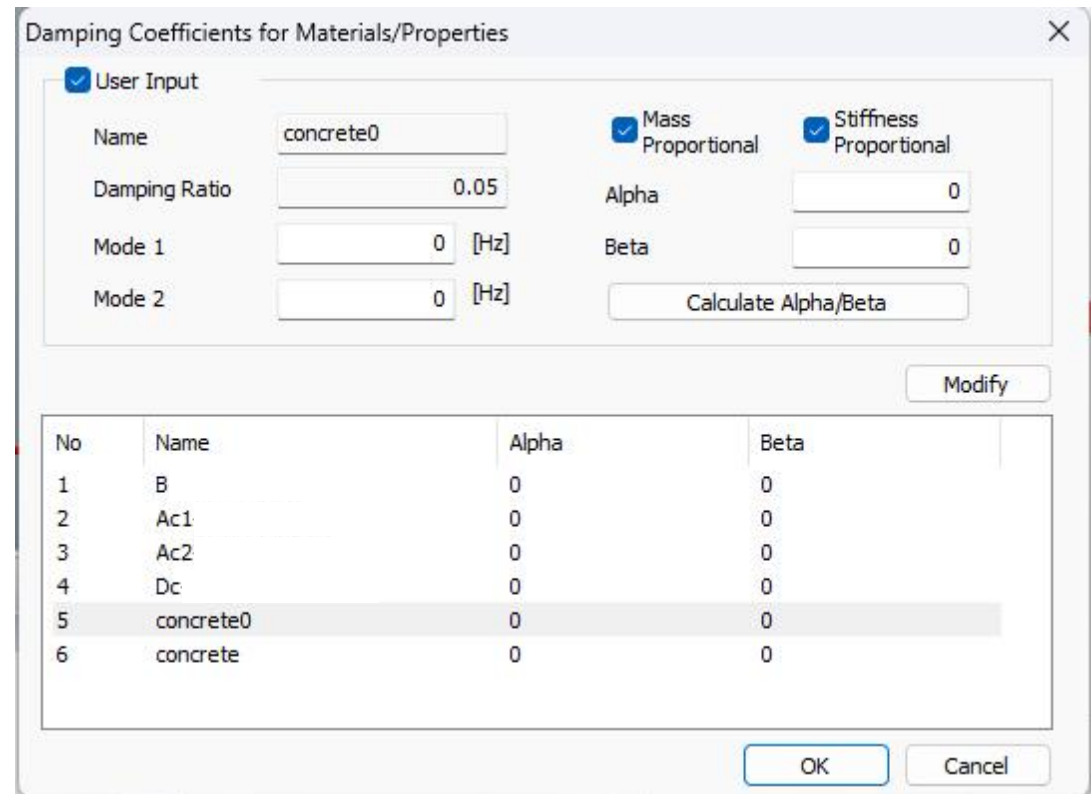 Damping Coefficients for Materials/Properties
User Input
Name concrete0
Damping Ratio 0.05
Mode 1 0 [Hz]
Mode 2 0 [Hz]
Mass
Proportional
Stiffness
Proportional
Alpha 0
Beta 0
Calculate Alpha/Beta
Modify
No Name Alpha Beta
1 B 0 0
2 Ac1 0 0
3 Ac2 0 0
4 Dc 0 0
5 concrete0 0 0
6 concrete 0 0
OK Cancel